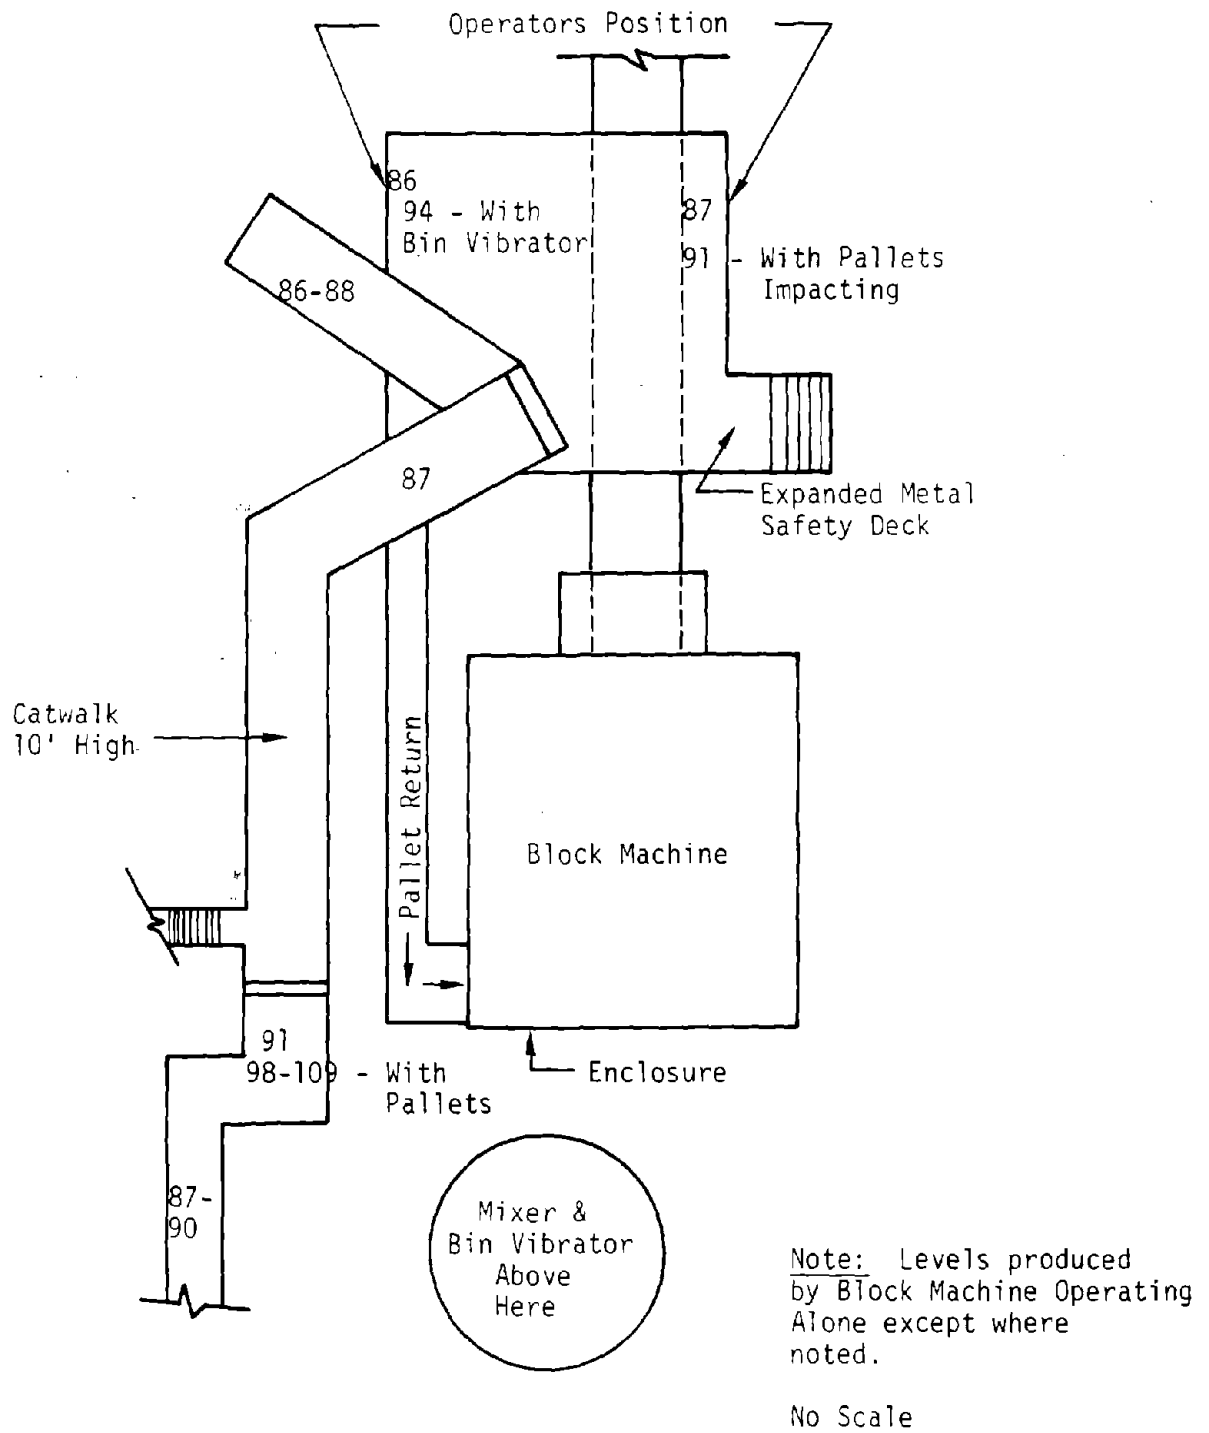 Operators Position
86
94 - With
Bin Vibrator
87
91 - With Pallets
Impacting
86-88
87
Expanded Metal
Safety Deck
Catwalk
10' High
Pallet Return
Block Machine
91
98-109 - With
Pallets
Enclosure
87-
90
Mixer &
Bin Vibrator
Above
Here
Note: Levels produced
by Block Machine Operating
Alone except where
noted.
No Scale